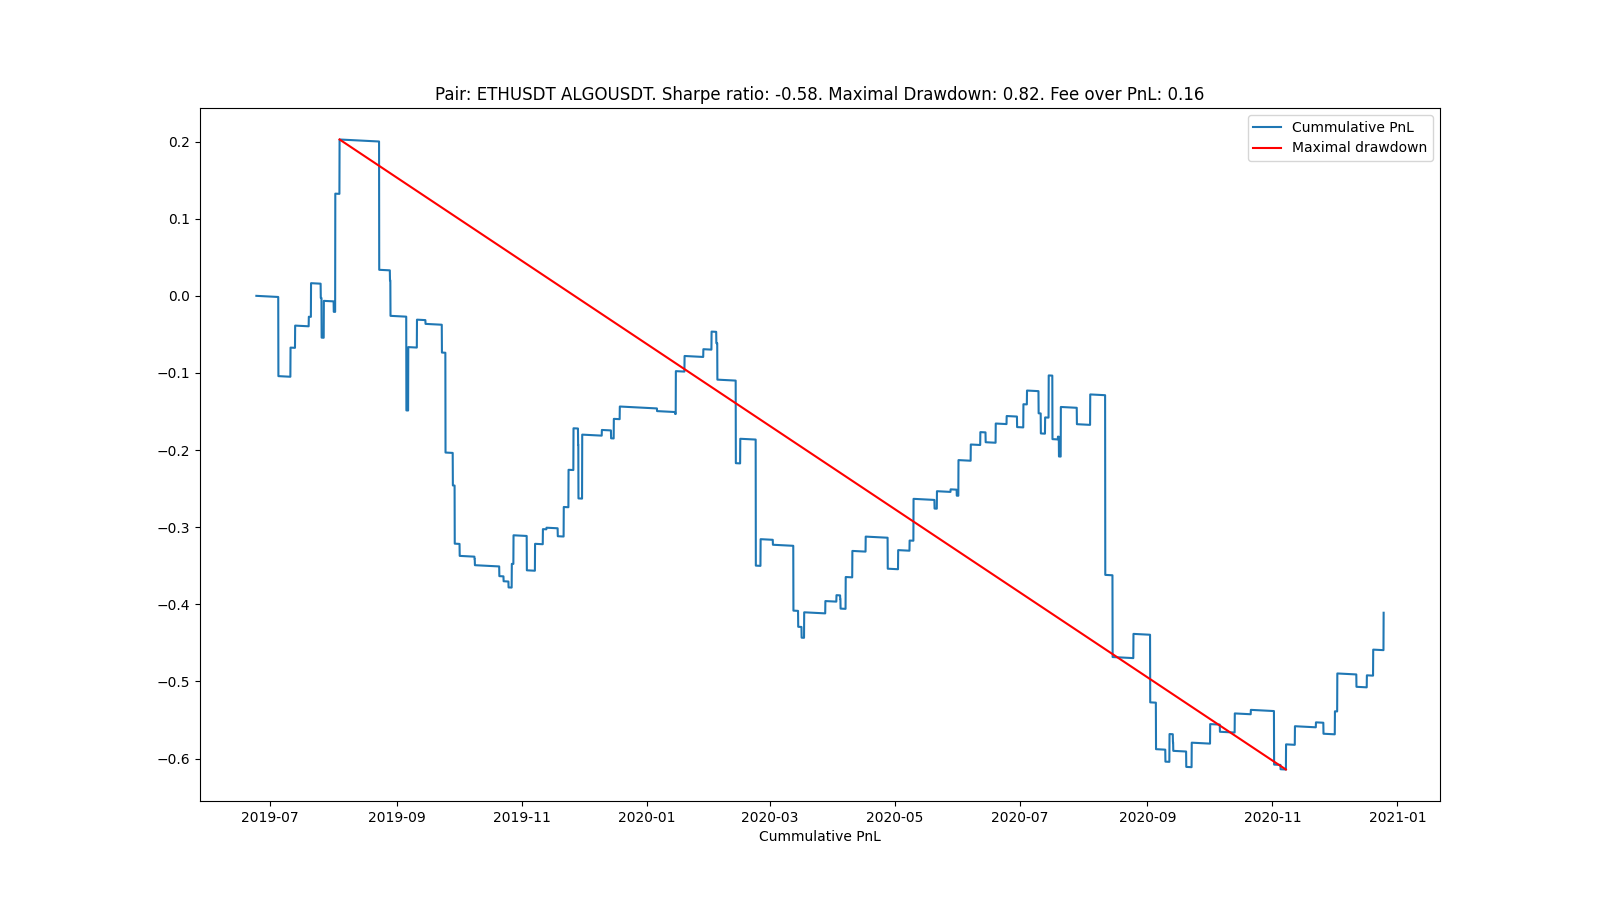 Pair: ETHUSDT ALGOUSDT. Sharpe ratio: -0.58. Maximal Drawdown: 0.82. Fee over PnL: 0.16
Cummulative PnL
Maximal drawdown
0.2
0.1
0.0
−0.1
−0.2
−0.3
−0.4
−0.5
−0.6
2019-07 2019-09 2019-11 2020-01 2020-03 2020-05 2020-07 2020-09 2020-11 2021-01
Cummulative PnL